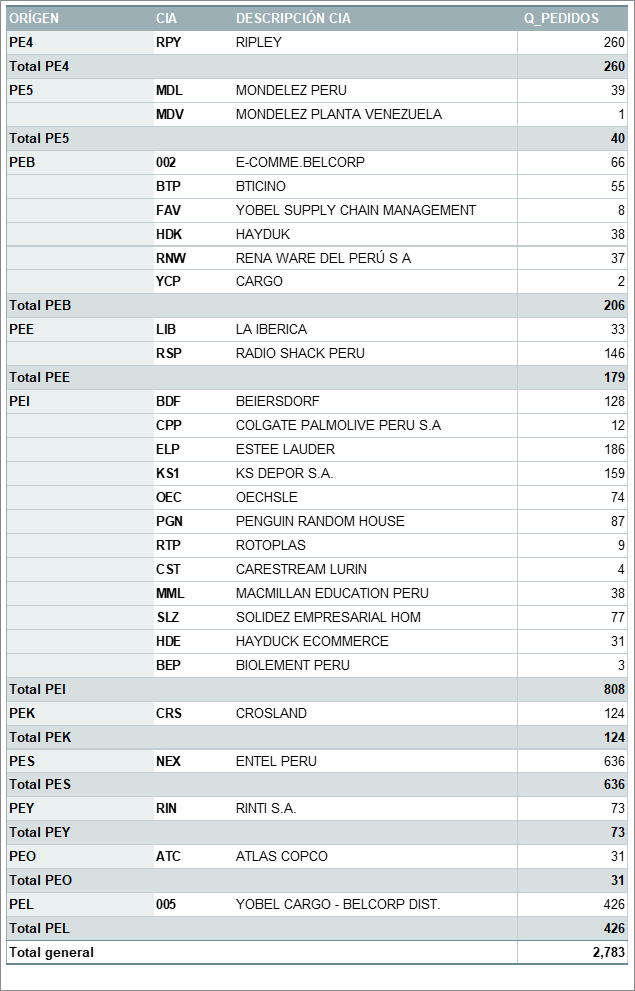 ORÍGEN CIA DESCRIPCIÓN CIA Q_PEDIDOS
PE4 RPY RIPLEY 260
Total PE4 260
PE5 MDL MONDELEZ PERU 39
MDV MONDELEZ PLANTA VENEZUELA 1
Total PE5 40
PEB 002 E-COMME.BELCORP 66
BTP BTICINO 55
FAV YOBEL SUPPLY CHAIN MANAGEMENT 8
HDK HAYDUK 38
RNW RENA WARE DEL PERÚ S A 37
YCP CARGO 2
Total PEB 206
PEE LIB LA IBERICA 33
RSP RADIO SHACK PERU 146
Total PEE 179
PEI BDF BEIERSDORF 128
CPP COLGATE PALMOLIVE PERU S.A 12
ELP ESTEE LAUDER 186
KS1 KS DEPOR S.A. 159
OEC OECHSLE 74
PGN PENGUIN RANDOM HOUSE 87
RTP ROTOPLAS 9
CST CARESTREAM LURIN 4
MML MACMILLAN EDUCATION PERU 38
SLZ SOLIDEZ EMPRESARIAL HOM 77
HDE HAYDUCK ECOMMERCE 31
BEP BIOLEMENT PERU 3
Total PEI 808
PEK CRS CROSLAND 124
Total PEK 124
PES NEX ENTEL PERU 636
Total PES 636
PEY RIN RINTI S.A. 73
Total PEY 73
PEO ATC ATLAS COPCO 31
Total PEO 31
PEL 005 YOBEL CARGO - BELCORP DIST. 426
Total PEL 426
Total general 2,783